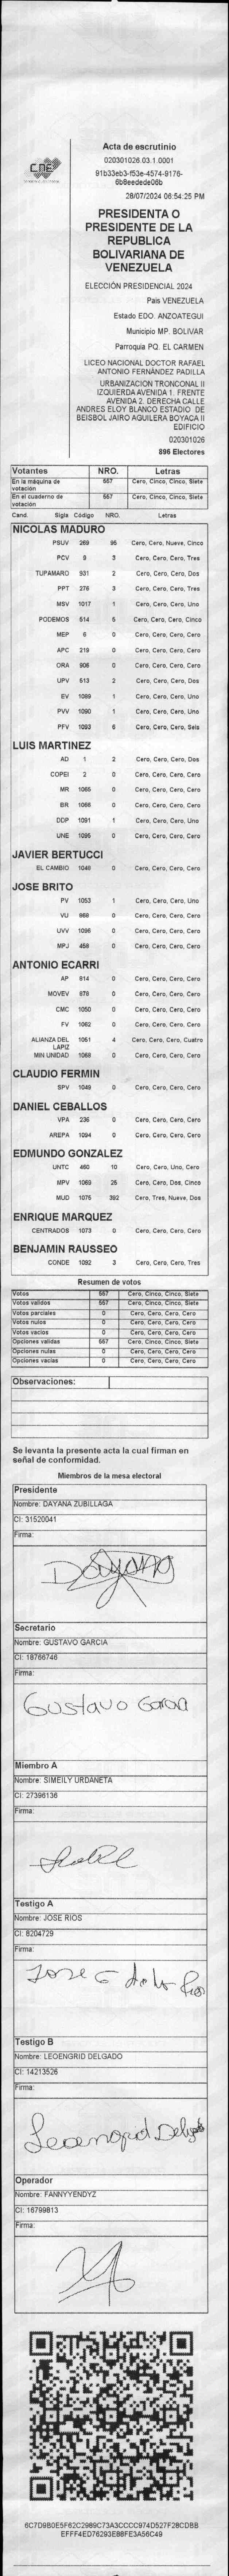 CNE
Acta de escrutinio
020301026.03.1.0001
91b33eb3-f53e-4574-9176-
6b8eedede06b
28/07/2024 06:54:25 PM
PRESIDENTA O
PRESIDENTE DE LA
REPUBLICA
BOLIVARIANA DE
VENEZUELA
ELECCIÓN PRESIDENCIAL 2024
País VENEZUELA
Estado EDO. ANZOATEGUI
Municipio MP. BOLIVAR
Parroquia PQ. EL CARMEN
LICEO NACIONAL DOCTOR RAFAEL
ANTONIO FERNÁNDEZ PADILLA
URBANIZACIÓN TRONCONAL II
IZQUIERDA AVENIDA 1. FRENTE
AVENIDA 2. DERECHA CALLE
ANDRES ELOY BLANCO ESTADIO DE
BEISBOL JAIRO AGUILERA BOYACA II
EDIFICIO
020301026
896 Electores
Votantes NRO. Letras
En la máquina de votación 557 Cero, Cinco, Cinco, Siete
En el cuaderno de votación 557 Cero, Cinco, Cinco, Siete
Cand. Sigla Código NRO. Letras
NICOLAS MADURO
PSUV 269 95 Cero, Cero, Nueve, Cinco
PCV 9 3 Cero, Cero, Cero, Tres
TUPAMARO 931 2 Cero, Cero, Cero, Dos
PPT 276 3 Cero, Cero, Cero, Tres
MSV 1017 1 Cero, Cero, Cero, Uno
PODEMOS 514 5 Cero, Cero, Cero, Cinco
MEP 6 0 Cero, Cero, Cero, Cero
APC 219 0 Cero, Cero, Cero, Cero
ORA 906 0 Cero, Cero, Cero, Cero
UPV 513 2 Cero, Cero, Cero, Dos
EV 1089 1 Cero, Cero, Cero, Uno
PVV 1090 1 Cero, Cero, Cero, Uno
PFV 1093 6 Cero, Cero, Cero, Seis
LUIS MARTINEZ
AD 1 2 Cero, Cero, Cero, Dos
COPEI 2 0 Cero, Cero, Cero, Cero
MR 1065 0 Cero, Cero, Cero, Cero
BR 1066 0 Cero, Cero, Cero, Cero
DDP 1091 1 Cero, Cero, Cero, Uno
UNE 1095 0 Cero, Cero, Cero, Cero
JAVIER BERTUCCI
EL CAMBIO 1048 0 Cero, Cero, Cero, Cero
JOSE BRITO
PV 1053 1 Cero, Cero, Cero, Uno
VU 968 0 Cero, Cero, Cero, Cero
UVV 1096 0 Cero, Cero, Cero, Cero
MPJ 458 0 Cero, Cero, Cero, Cero
ANTONIO ECARRI
AP 814 0 Cero, Cero, Cero, Cero
MOVEV 979 0 Cero, Cero, Cero, Cero
CMC 1050 0 Cero, Cero, Cero, Cero
FV 1062 0 Cero, Cero, Cero, Cero
ALIANZA DEL LAPIZ 1051 4 Cero, Cero, Cero, Cuatro
MIN UNIDAD 1068 0 Cero, Cero, Cero, Cero
CLAUDIO FERMIN
SPV 1049 0 Cero, Cero, Cero, Cero
DANIEL CEBALLOS
VPA 236 0 Cero, Cero, Cero, Cero
AREPA 1094 0 Cero, Cero, Cero, Cero
EDMUNDO GONZALEZ
UNTC 460 10 Cero, Cero, Uno, Cero
MPV 1069 25 Cero, Cero, Dos, Cinco
MUD 1075 392 Cero, Tres, Nueve, Dos
ENRIQUE MARQUEZ
CENTRADOS 1073 0 Cero, Cero, Cero, Cero
BENJAMIN RAUSSEO
CONDE 1092 3 Cero, Cero, Cero, Tres
Resumen de votos
Votos 557 Cero, Cinco, Cinco, Siete
Votos validos 557 Cero, Cinco, Cinco, Siete
Votos parciales 0 Cero, Cero, Cero, Cero
Votos nulos 0 Cero, Cero, Cero, Cero
Votos vacios 0 Cero, Cero, Cero, Cero
Opciones validas 557 Cero, Cinco, Cinco, Siete
Opciones nulas 0 Cero, Cero, Cero, Cero
Opciones vacias 0 Cero, Cero, Cero, Cero
Observaciones:
Se levanta la presente acta la cual firman en
señal de conformidad.
Miembros de la mesa electoral
Presidente
Nombre: DAYANA ZUBILLAGA
CI: 31520041
Firma:
Dayana
Secretario
Nombre: GUSTAVO GARCIA
CI: 18766746
Firma:
Gustavo Garcia
Miembro A
Nombre: SIMEILY URDANETA
CI: 27396136
Firma:
Testigo A
Nombre: JOSE RIOS
CI: 8204729
Firma:
Jose
Testigo B
Nombre: LEOENGRID DELGADO
CI: 14213526
Firma:
Leoengrid Delgado
Operador
Nombre: FANNYYENDYZ
CI: 16799813
Firma:
6C7D9B0E5F62C2989C73A3CCCC974D527F28CDBB
EFFF4ED76293E88FE3A56C49